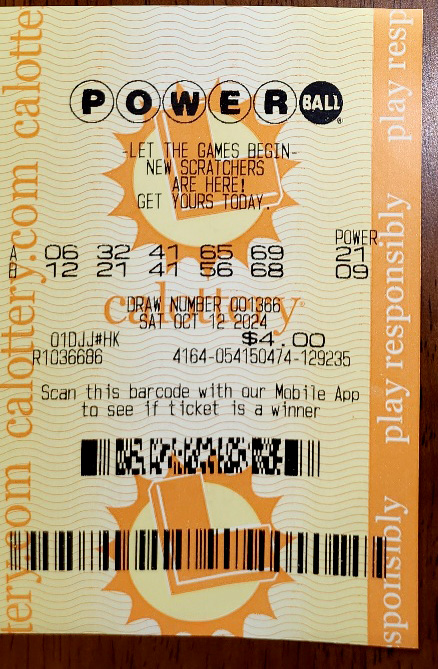 POWER BALL
-LET THE GAMES BEGIN-
NEW SCRATCHERS
ARE HERE!
GET YOURS TODAY.
POWER
A 06 32 41 65 69 21
B 12 21 41 56 68 09
calottery
DRAW NUMBER 001366
SAT OCT 12 2024
01DJJ#HK $4.00
R1036686 4164-054150474-129235
Scan this barcode with our Mobile App
to see if ticket is a winner
tery.com calottery.com calotte
sponsibly play responsibly play resp